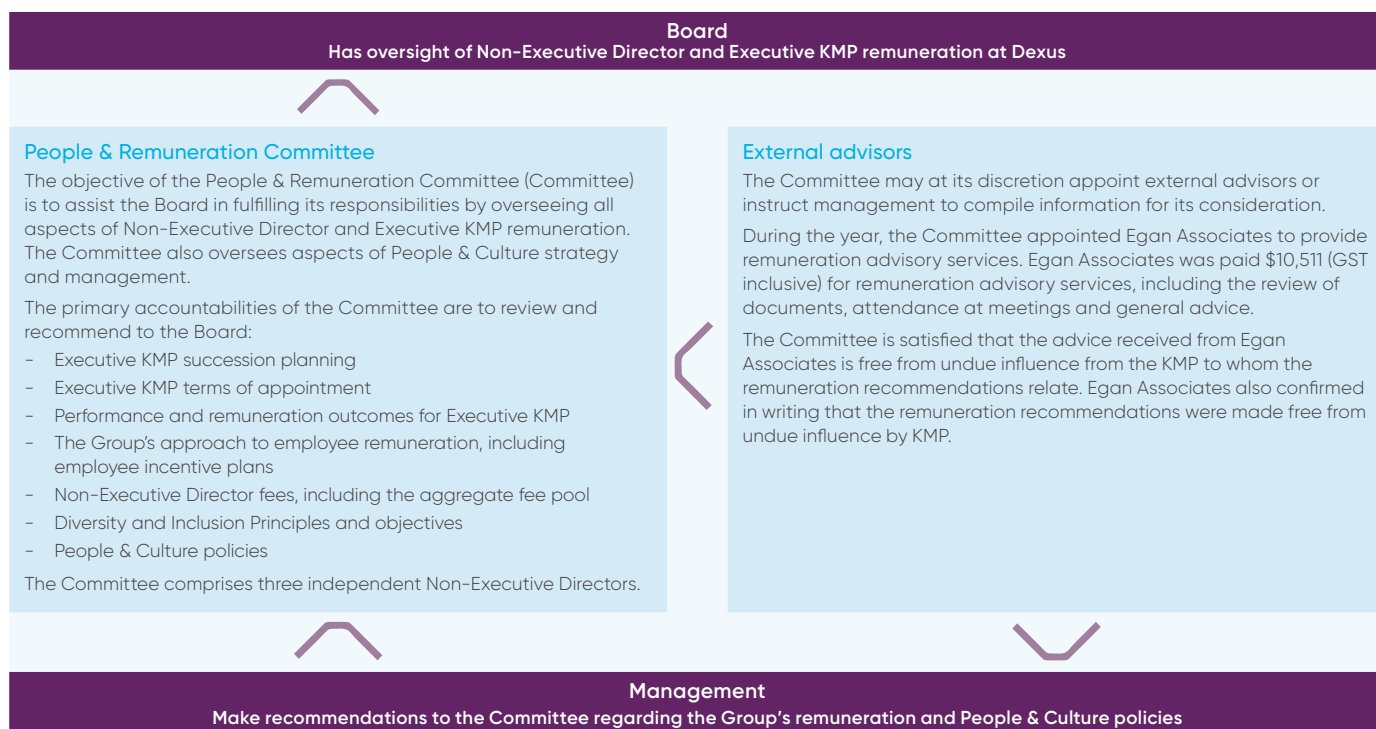 Board
Has oversight of Non-Executive Director and Executive KMP remuneration at Dexus
People & Remuneration Committee
The objective of the People & Remuneration Committee (Committee)
is to assist the Board in fulfilling its responsibilities by overseeing all
aspects of Non-Executive Director and Executive KMP remuneration.
The Committee also oversees aspects of People & Culture strategy
and management.
The primary accountabilities of the Committee are to review and
recommend to the Board:
- Executive KMP succession planning
- Executive KMP terms of appointment
- Performance and remuneration outcomes for Executive KMP
- The Group's approach to employee remuneration, including
employee incentive plans
- Non-Executive Director fees, including the aggregate fee pool
- Diversity and Inclusion Principles and objectives
- People & Culture policies
The Committee comprises three independent Non-Executive Directors.
External advisors
The Committee may at its discretion appoint external advisors or
instruct management to compile information for its consideration.
During the year, the Committee appointed Egan Associates to provide
remuneration advisory services. Egan Associates was paid $10,511 (GST
inclusive) for remuneration advisory services, including the review of
documents, attendance at meetings and general advice.
The Committee is satisfied that the advice received from Egan
Associates is free from undue influence from the KMP to whom the
remuneration recommendations relate. Egan Associates also confirmed
in writing that the remuneration recommendations were made free from
undue influence by KMP.
Management
Make recommendations to the Committee regarding the Group's remuneration and People & Culture policies